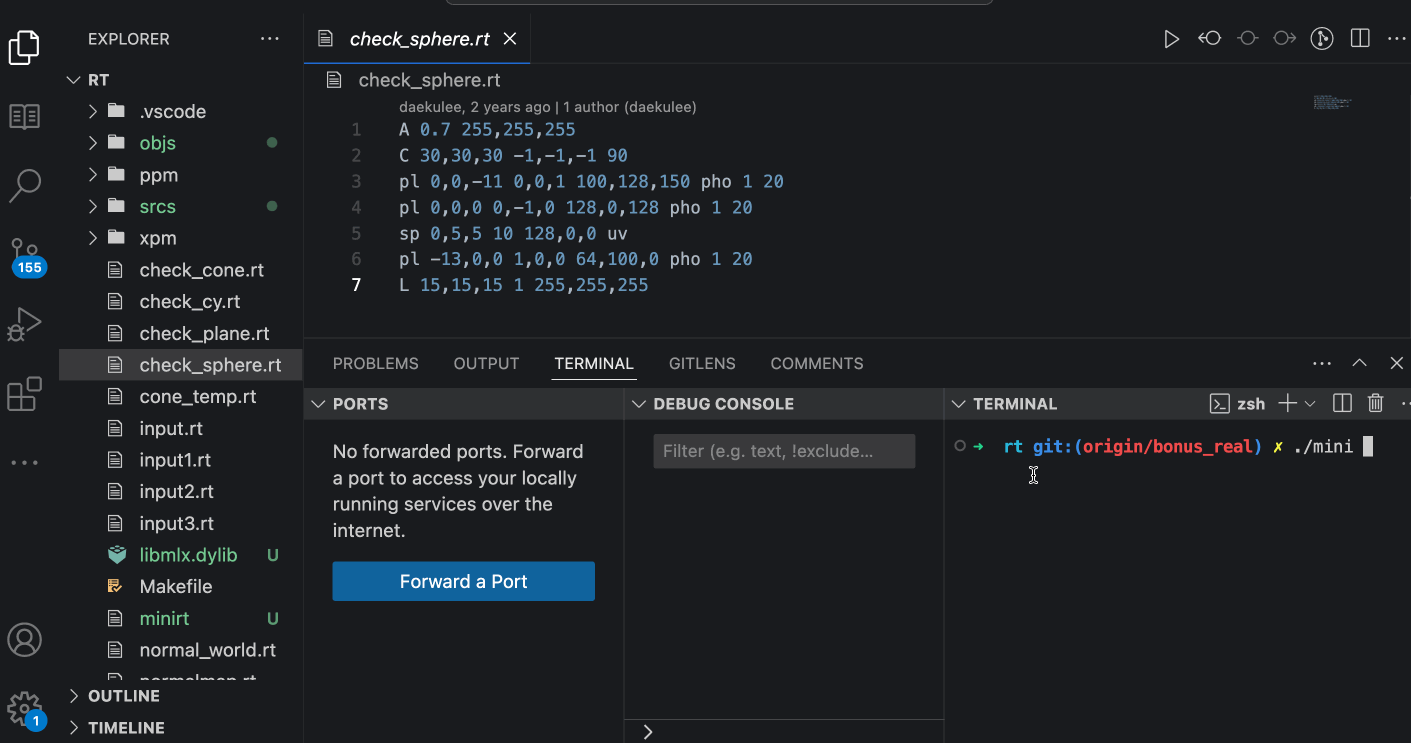 EXPLORER
RT
.vscode
objs
ppm
srcs
xpm
check_cone.rt
check_cy.rt
check_plane.rt
check_sphere.rt
cone_temp.rt
input.rt
input1.rt
input2.rt
input3.rt
libmlx.dylib U
Makefile
minirt U
normal_world.rt
normalmap.rt
OUTLINE
TIMELINE
155
1
check_sphere.rt
check_sphere.rt
daekulee, 2 years ago | 1 author (daekulee)
1 A 0.7 255,255,255
2 C 30,30,30 -1,-1,-1 90
3 pl 0,0,-11 0,0,1 100,128,150 pho 1 20
4 pl 0,0,0 0,-1,0 128,0,128 pho 1 20
5 sp 0,5,5 10 128,0,0 uv
6 pl -13,0,0 1,0,0 64,100,0 pho 1 20
7 L 15,15,15 1 255,255,255
PROBLEMS OUTPUT TERMINAL GITLENS COMMENTS
PORTS
No forwarded ports. Forward
a port to access your locally
running services over the
internet.
Forward a Port
DEBUG CONSOLE
Filter (e.g. text, !exclude...
TERMINAL zsh
rt git:(origin/bonus_real) ✗ ./mini